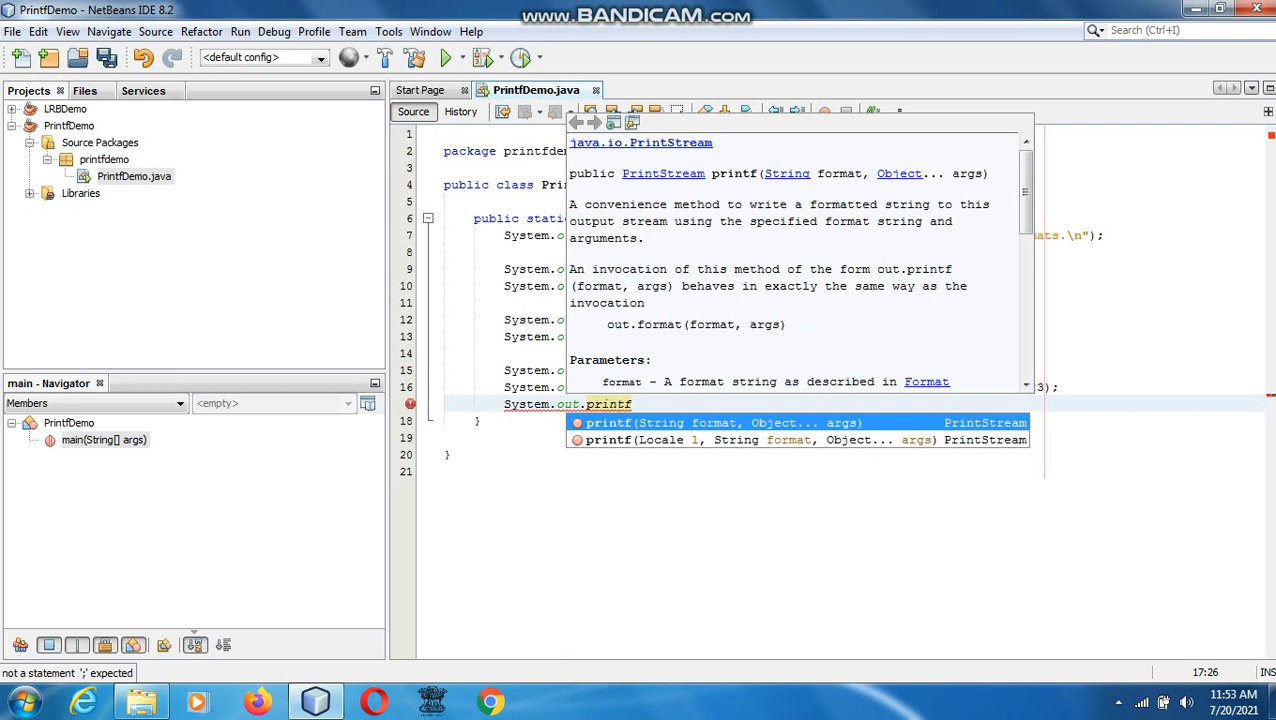 PrintfDemo - NetBeans IDE 8.2
www.BANDICAM.com
File Edit View Navigate Source Refactor Run Debug Profile Team Tools Window Help
Search (Ctrl+I)
<default config>
Projects Files Services
Start Page PrintfDemo.java
Source History
LRBDemo
PrintfDemo
Source Packages
printfdemo
PrintfDemo.java
Libraries
main - Navigator
Members <empty>
PrintfDemo
main(String[] args)
1
2 package printfde
3
4 public class Pri
5
6 public stati
7 System.o ats.\n");
8
9 System.o
10 System.o
11
12 System.o
13 System.o
14
15 System.o
16 System.o 3);
System.out.printf
18 }
19
20 }
21
java.io.PrintStream
public PrintStream printf(String format, Object... args)
A convenience method to write a formatted string to this
output stream using the specified format string and
arguments.
An invocation of this method of the form out.printf
(format, args) behaves in exactly the same way as the
invocation
out.format(format, args)
Parameters:
format - A format string as described in Format
printf(String format, Object... args) PrintStream
printf(Locale l, String format, Object... args) PrintStream
not a statement ';' expected
17:26 INS
11:53 AM
7/20/2021